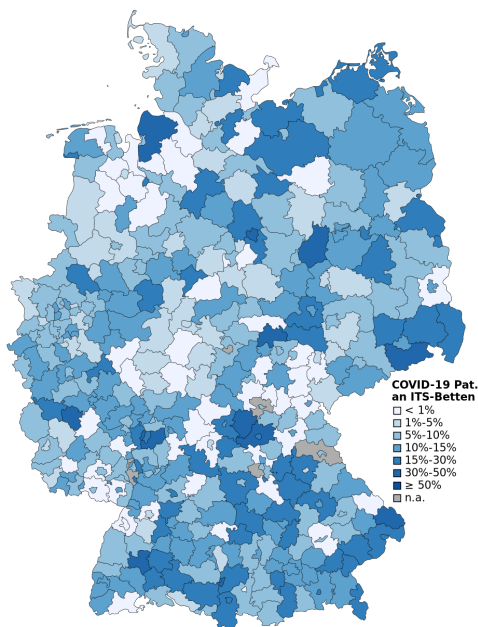 COVID-19 Pat.
an ITS-Betten
< 1%
1%-5%
5%-10%
10%-15%
15%-30%
30%-50%
≥ 50%
n.a.